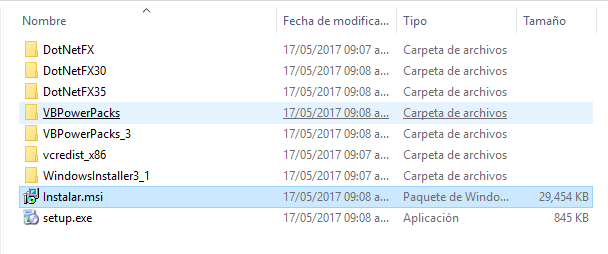 Nombre Fecha de modifica... Tipo Tamaño
DotNetFX 17/05/2017 09:07 a... Carpeta de archivos
DotNetFX30 17/05/2017 09:08 a... Carpeta de archivos
DotNetFX35 17/05/2017 09:08 a... Carpeta de archivos
VBPowerPacks 17/05/2017 09:08 a... Carpeta de archivos
VBPowerPacks_3 17/05/2017 09:08 a... Carpeta de archivos
vcredist_x86 17/05/2017 09:07 a... Carpeta de archivos
WindowsInstaller3_1 17/05/2017 09:07 a... Carpeta de archivos
Instalar.msi 17/05/2017 09:08 a... Paquete de Windo... 29,454 KB
setup.exe 17/05/2017 09:08 a... Aplicación 845 KB